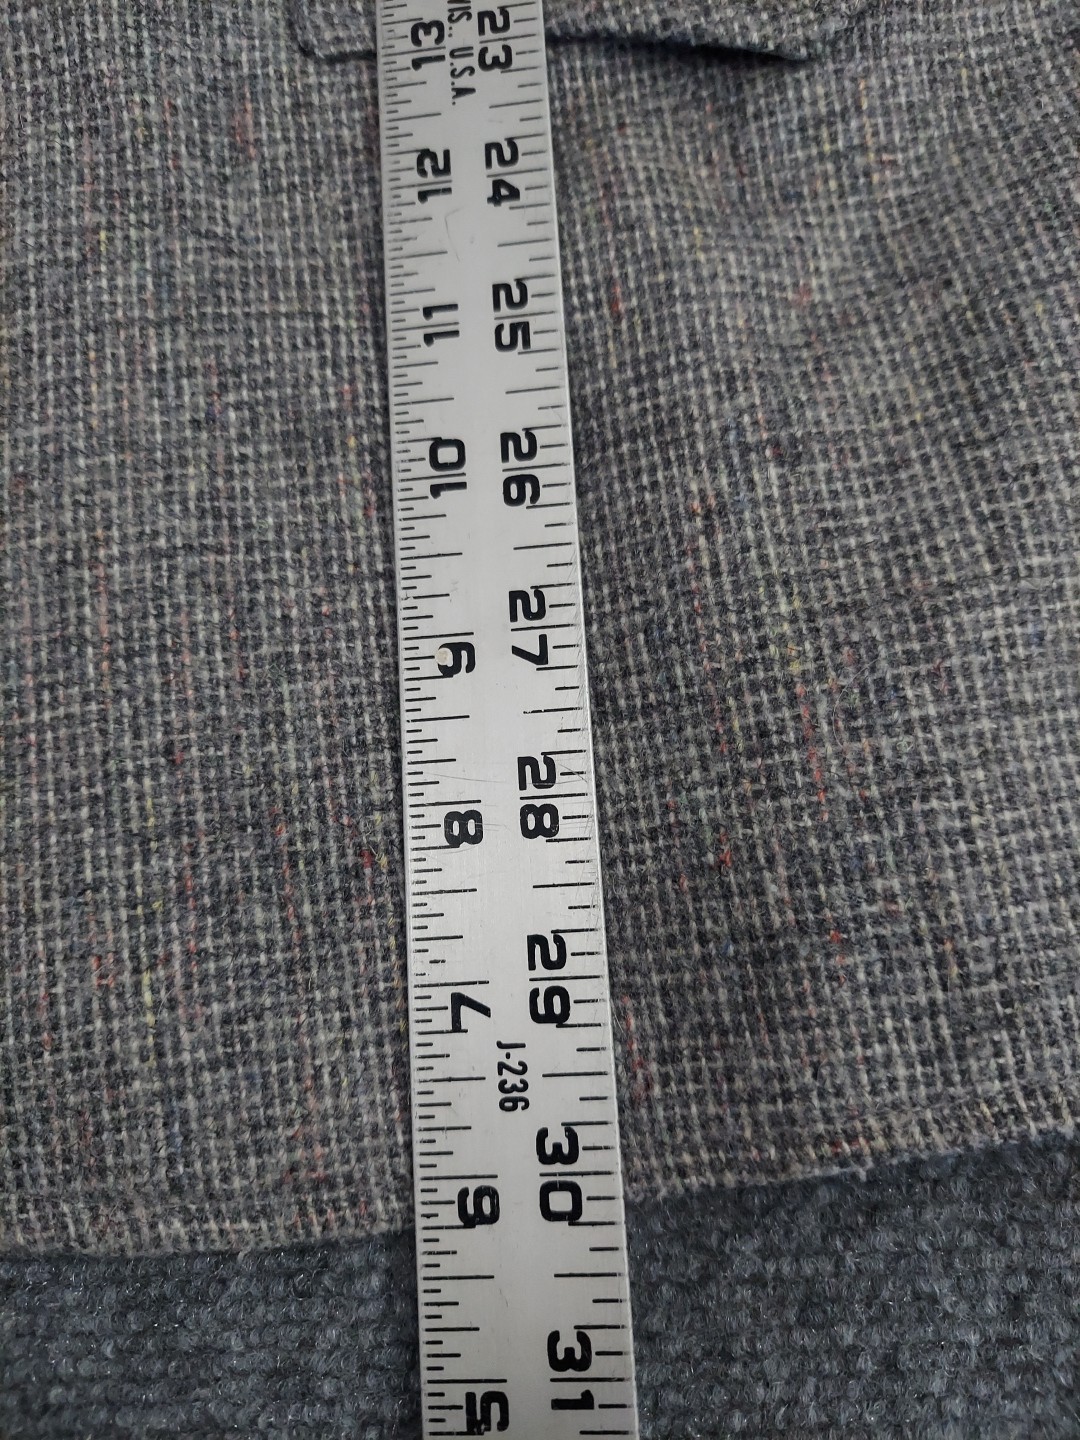 13 12 11 10 9 8 7 6 5
IS., U.S.A.
J-236
23 24 25 26 27 28 29 30 31